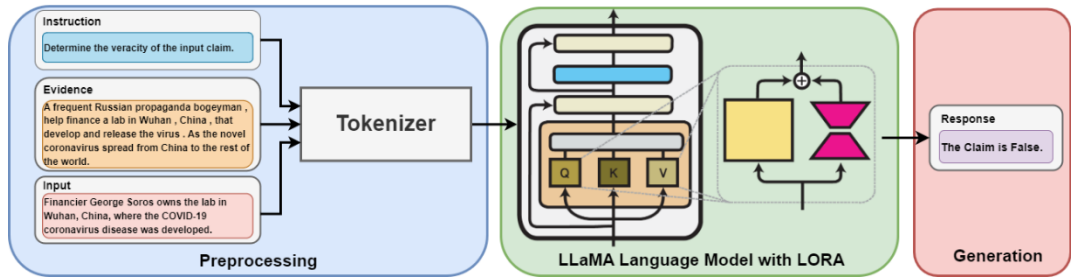 Instruction
Determine the veracity of the input claim.
Evidence
A frequent Russian propaganda bogeyman ,
help finance a lab in Wuhan , China , that
develop and release the virus . As the novel
coronavirus spread from China to the rest of
the world.
Input
Financier George Soros owns the lab in
Wuhan, China, where the COVID-19
coronavirus disease was developed.
Tokenizer
Preprocessing
Q K V
LLaMA Language Model with LORA
Response
The Claim is False.
Generation